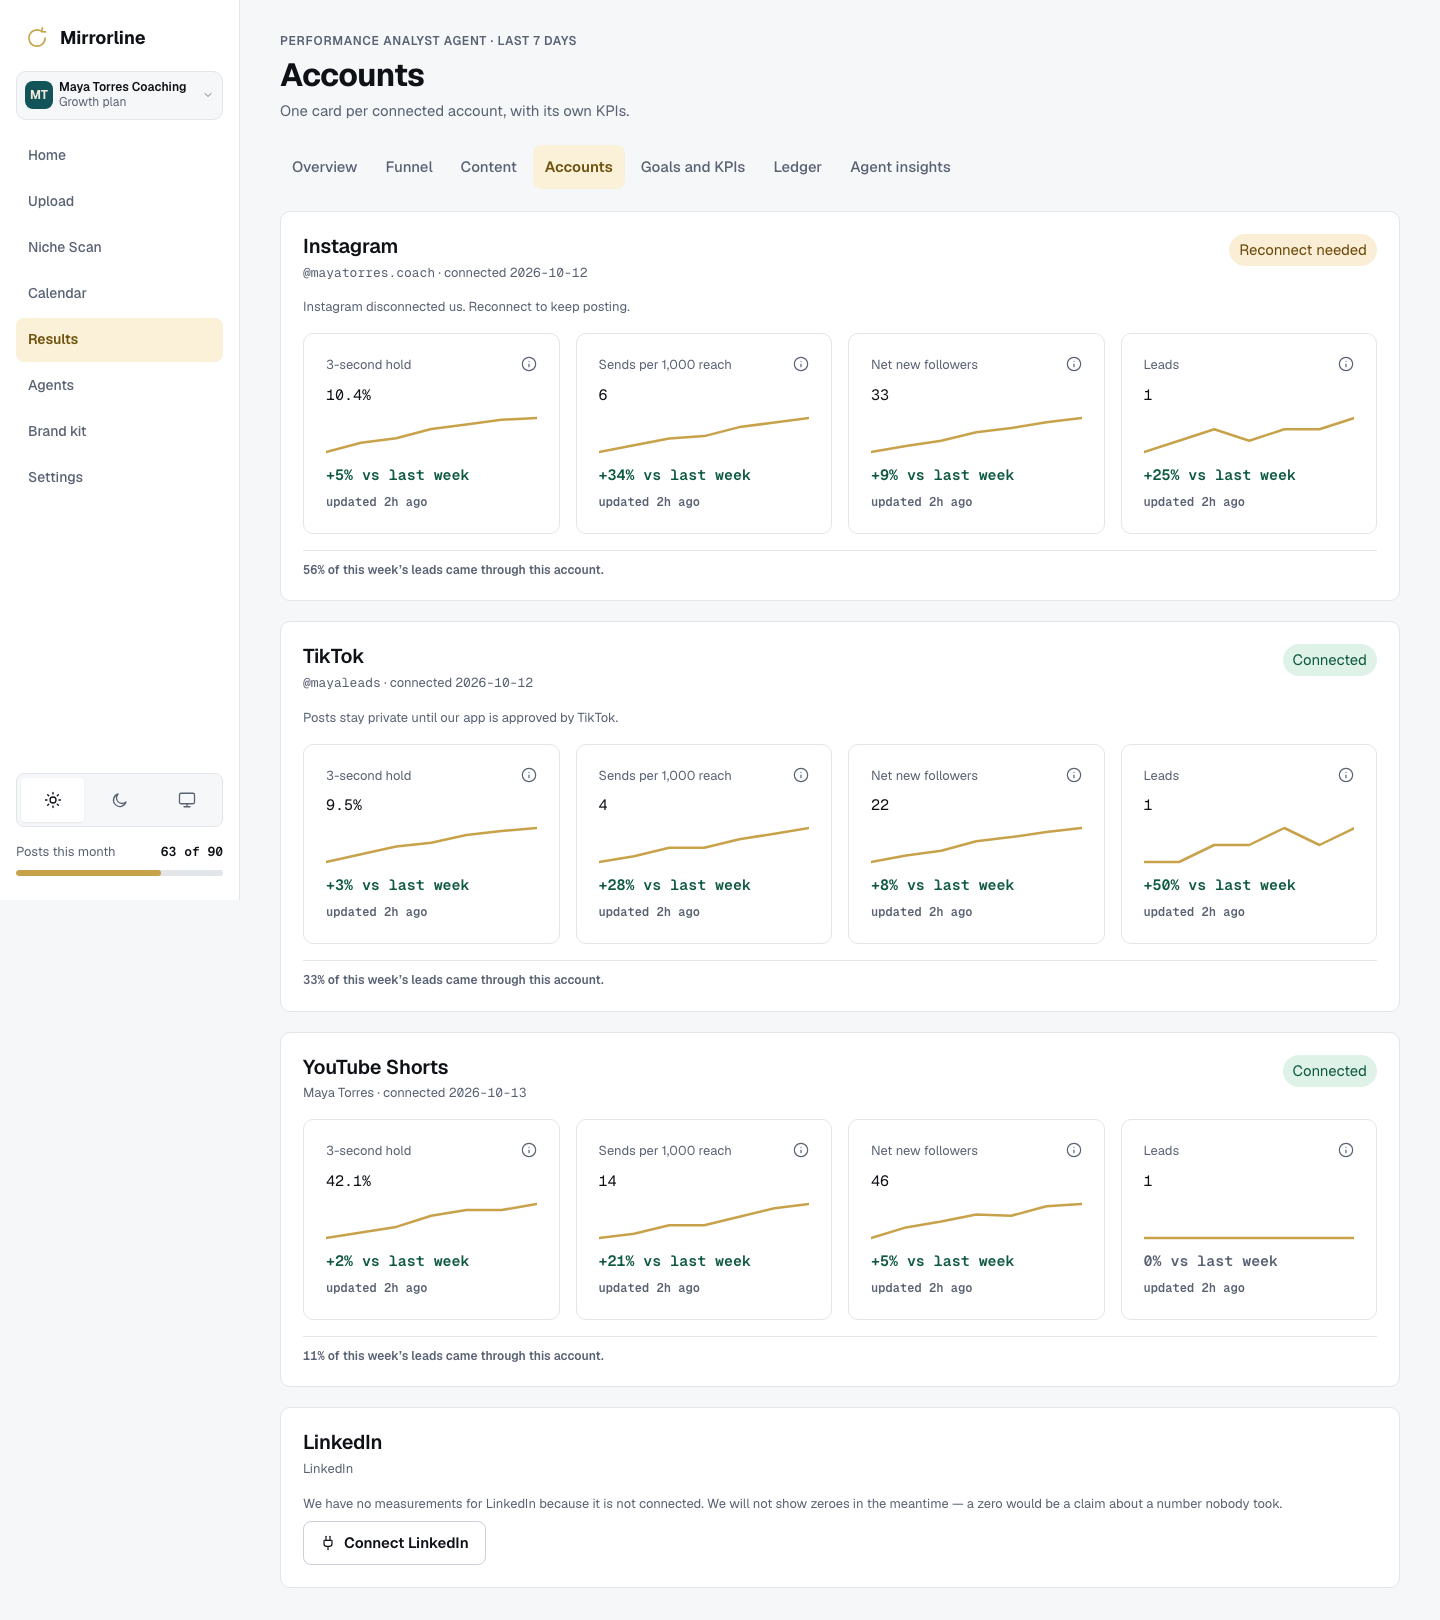 Mirrorline
MT
Maya Torres Coaching
Growth plan
Home
Upload
Niche Scan
Calendar
Results
Agents
Brand kit
Settings
Posts this month
63 of 90
PERFORMANCE ANALYST AGENT · LAST 7 DAYS
Accounts
One card per connected account, with its own KPIs.
Overview
Funnel
Content
Accounts
Goals and KPIs
Ledger
Agent insights
Instagram
Reconnect needed
@mayatorres.coach · connected 2026-10-12
Instagram disconnected us. Reconnect to keep posting.
3-second hold
10.4%
+5% vs last week
updated 2h ago
Sends per 1,000 reach
6
+34% vs last week
updated 2h ago
Net new followers
33
+9% vs last week
updated 2h ago
Leads
1
+25% vs last week
updated 2h ago
56% of this week's leads came through this account.
TikTok
Connected
@mayaleads · connected 2026-10-12
Posts stay private until our app is approved by TikTok.
3-second hold
9.5%
+3% vs last week
updated 2h ago
Sends per 1,000 reach
4
+28% vs last week
updated 2h ago
Net new followers
22
+8% vs last week
updated 2h ago
Leads
1
+50% vs last week
updated 2h ago
33% of this week's leads came through this account.
YouTube Shorts
Connected
Maya Torres · connected 2026-10-13
3-second hold
42.1%
+2% vs last week
updated 2h ago
Sends per 1,000 reach
14
+21% vs last week
updated 2h ago
Net new followers
46
+5% vs last week
updated 2h ago
Leads
1
0% vs last week
updated 2h ago
11% of this week's leads came through this account.
LinkedIn
LinkedIn
We have no measurements for LinkedIn because it is not connected. We will not show zeroes in the meantime — a zero would be a claim about a number nobody took.
Connect LinkedIn